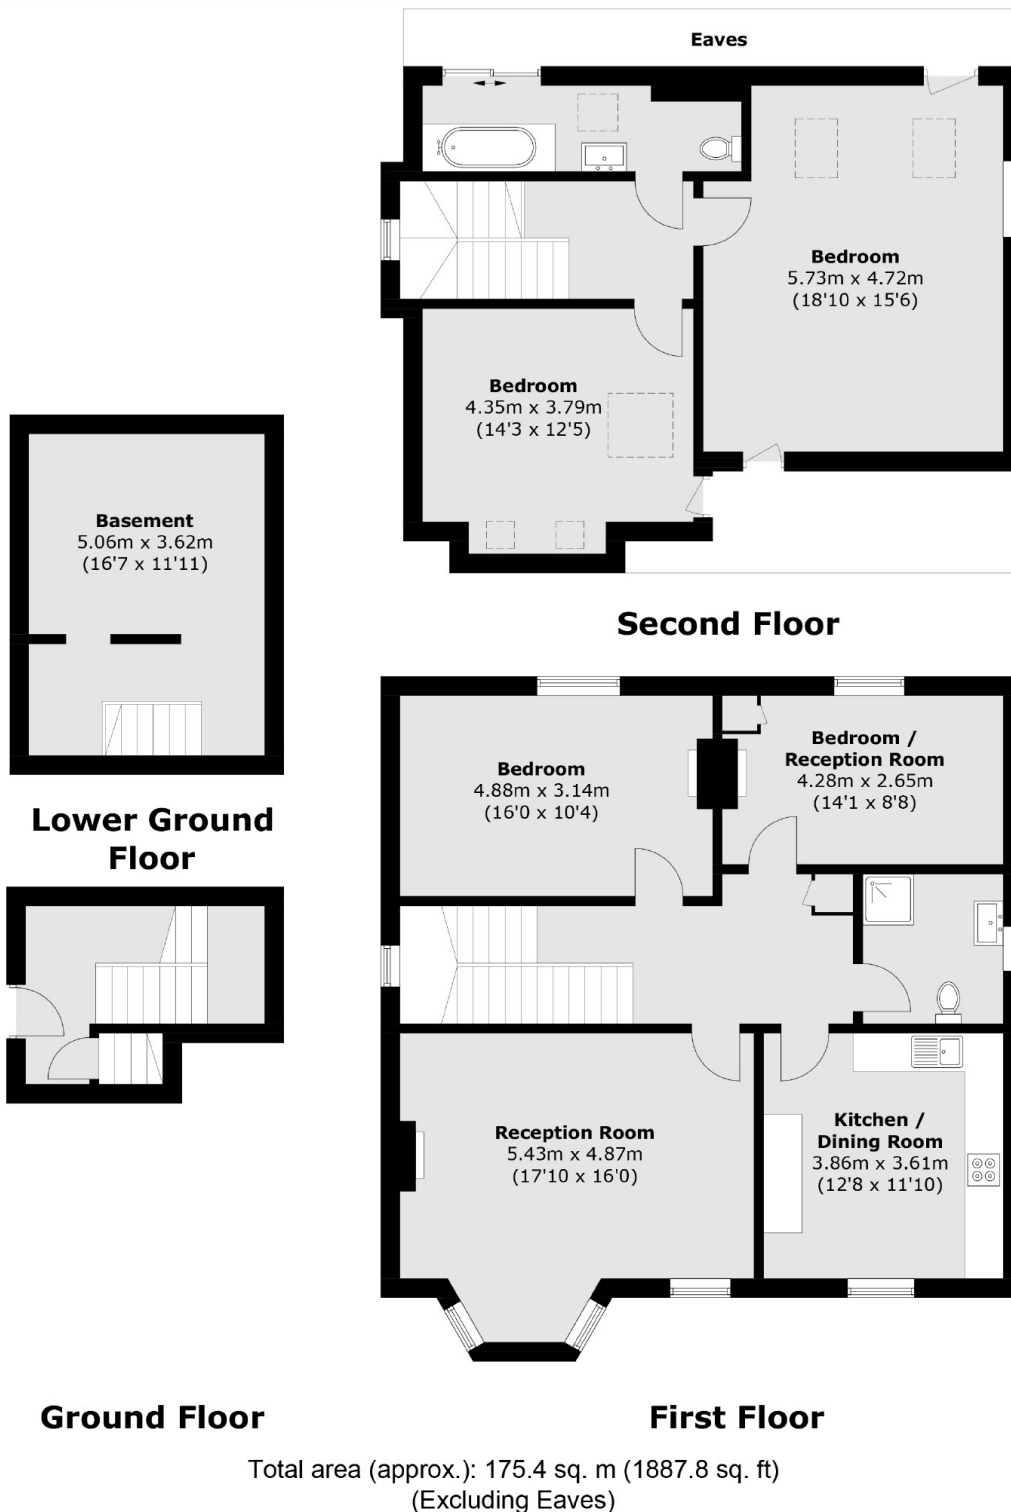 Eaves
Bedroom
5.73m x 4.72m
(18'10 x 15'6)
Bedroom
4.35m x 3.79m
(14'3 x 12'5)
Basement
5.06m x 3.62m
(16'7 x 11'11)
Second Floor
Lower Ground
Floor
Bedroom
4.88m x 3.14m
(16'0 x 10'4)
Bedroom /
Reception Room
4.28m x 2.65m
(14'1 x 8'8)
Reception Room
5.43m x 4.87m
(17'10 x 16'0)
Kitchen /
Dining Room
3.86m x 3.61m
(12'8 x 11'10)
Ground Floor
First Floor
Total area (approx.): 175.4 sq. m (1887.8 sq. ft)
(Excluding Eaves)